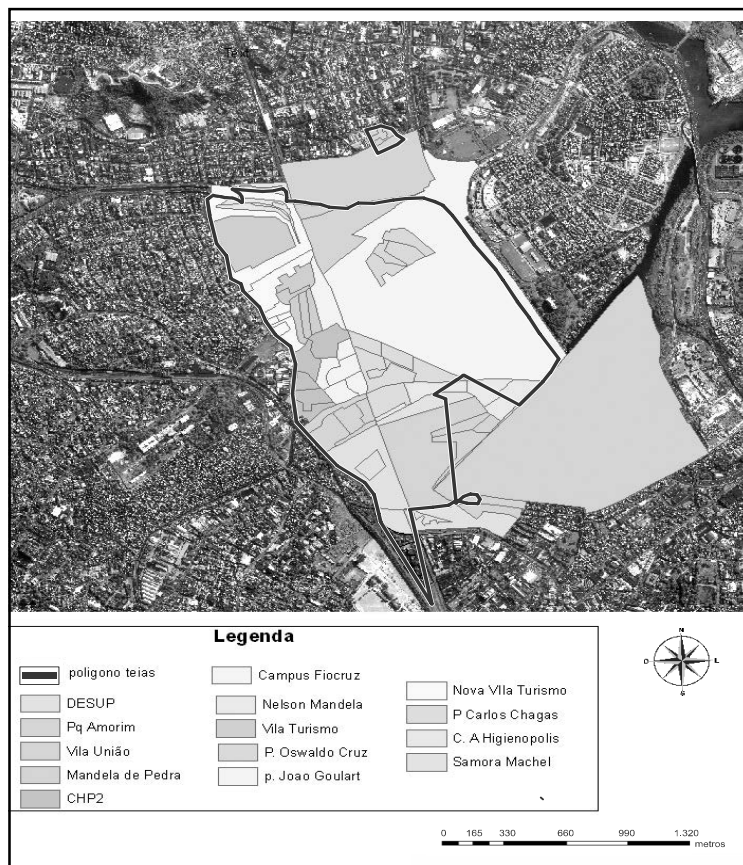 Text
Legenda
poligono teias
DESUP
Pq Amorim
Vila União
Mandela de Pedra
CHP2
Campus Fiocruz
Nelson Mandela
Vila Turismo
P. Oswaldo Cruz
p. Joao Goulart
Nova VIla Turismo
P Carlos Chagas
C. A Higienopolis
Samora Machel
N
O
L
S
0 165 330 660 990 1.320
metros